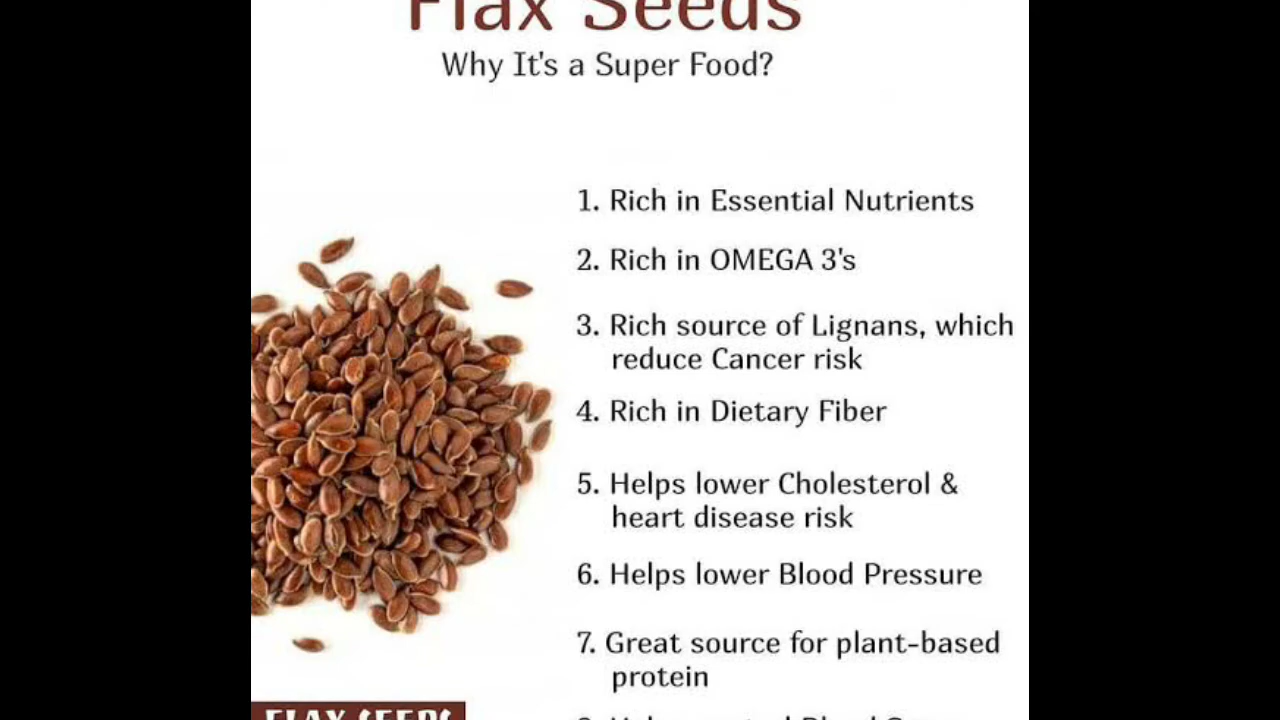 Flax Seeds
Why It's a Super Food?
1. Rich in Essential Nutrients
2. Rich in OMEGA 3's
3. Rich source of Lignans, which
reduce Cancer risk
4. Rich in Dietary Fiber
5. Helps lower Cholesterol &
heart disease risk
6. Helps lower Blood Pressure
7. Great source for plant-based
protein
FLAX SEEDS